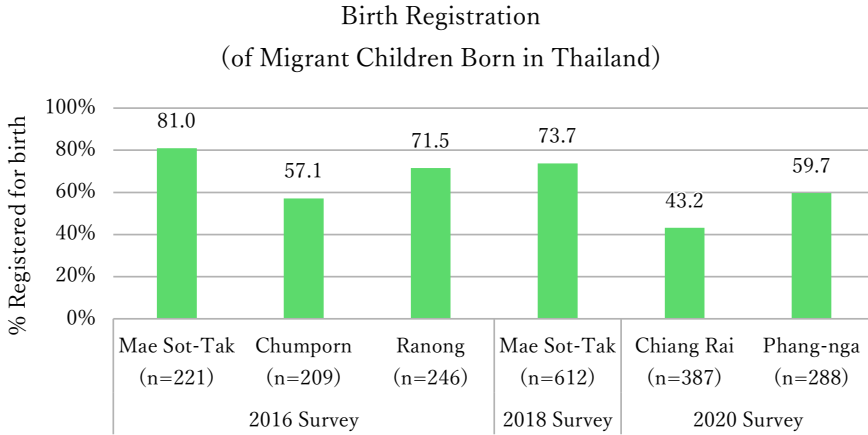 Birth Registration
(of Migrant Children Born in Thailand)
% Registered for birth
100%
80%
60%
40%
20%
0%
81.0
57.1
71.5
73.7
43.2
59.7
Mae Sot-Tak
(n=221)
Chumporn
(n=209)
Ranong
(n=246)
Mae Sot-Tak
(n=612)
Chiang Rai
(n=387)
Phang-nga
(n=288)
2016 Survey
2018 Survey
2020 Survey